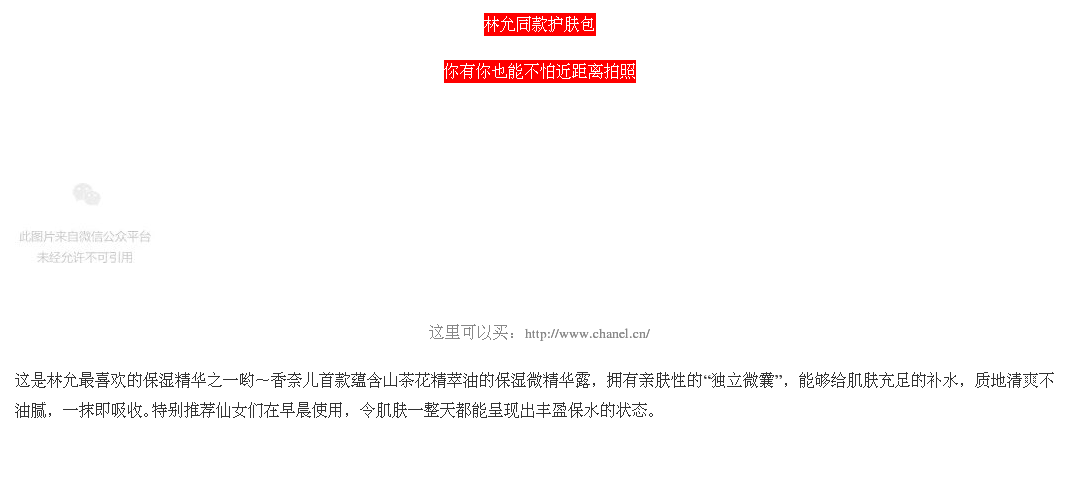 林允同款护肤包
你有你也能不怕近距离拍照
此图片来自微信公众平台
未经允许不可引用
这里可以买：http://www.chanel.cn/
这是林允最喜欢的保湿精华之一哟～香奈儿首款蕴含山茶花精萃油的保湿微精华露，拥有亲肤性的“独立微囊”，能够给肌肤充足的补水，质地清爽不
油腻，一抹即吸收。特别推荐仙女们在早晨使用，令肌肤一整天都能呈现出丰盈保水的状态。